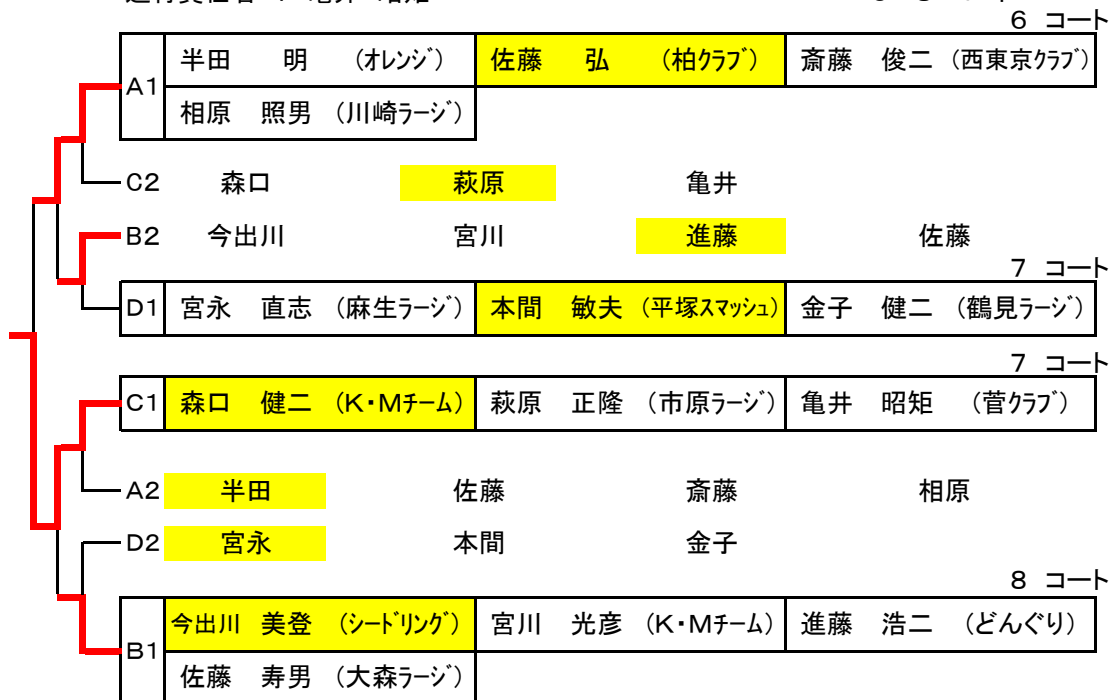 6 コート
A1 半田 明 (オレンジ) 佐藤 弘 (柏クラブ) 斎藤 俊二 (西東京クラブ)
相原 照男 (川崎ラージ)
C2 森口 萩原 亀井
B2 今出川 宮川 進藤 佐藤
7 コート
D1 宮永 直志 (麻生ラージ) 本間 敏夫 (平塚スマッシュ) 金子 健二 (鶴見ラージ)
7 コート
C1 森口 健二 (K・Mチーム) 萩原 正隆 (市原ラージ) 亀井 昭矩 (菅クラブ)
A2 半田 佐藤 斎藤 相原
D2 宮永 本間 金子
8 コート
B1 今出川 美登 (シードリング) 宮川 光彦 (K・Mチーム) 進藤 浩二 (どんぐり)
佐藤 寿男 (大森ラージ)